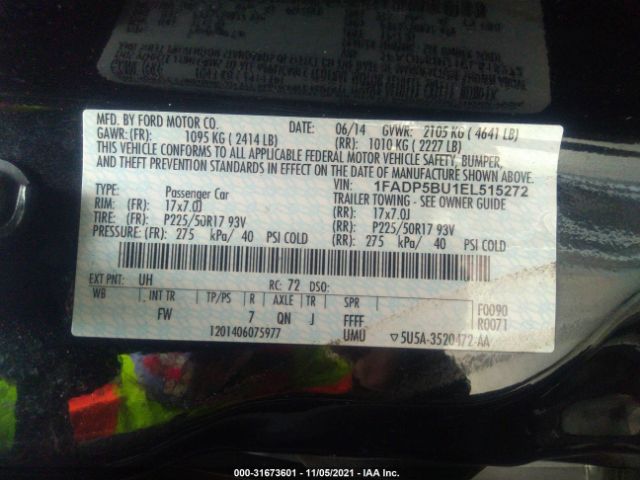 MFD. BY FORD MOTOR CO.
DATE: 06/14 GVWR: 2105 KG ( 4641 LB)
GAWR: (FR): 1095 KG ( 2414 LB) (RR): 1010 KG ( 2227 LB)
THIS VEHICLE CONFORMS TO ALL APPLICABLE FEDERAL MOTOR VEHICLE SAFETY, BUMPER,
AND THEFT PREVENTION STANDARDS IN EFFECT ON THE DATE OF MANUFACTURE SHOWN ABOVE.
VIN: 1FADP5BU1EL515272
TYPE: Passenger Car TRAILER TOWING - SEE OWNER GUIDE
RIM: (FR): 17x7.0J (RR): 17x7.0J
TIRE: (FR): P225/50R17 93V (RR): P225/50R17 93V
PRESSURE: (FR): 275 kPa/ 40 PSI COLD (RR): 275 kPa/ 40 PSI COLD
EXT PNT: UH RC: 72 DSO:
WB INT TR TP/PS R AXLE TR SPR F0090
FW 7 QN J FFFF R0071
1201406075977 UMU 5U5A-3520472-AA
000-31673601 - 11/05/2021 - IAA Inc.